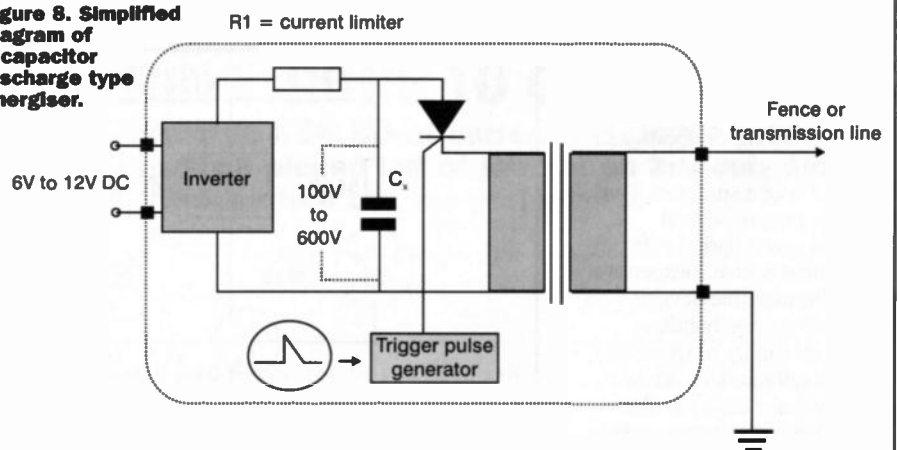 gure 8. Simplified
agram of
capacitor
scharge type
nergiser.
R1 = current limiter
Fence or
transmission line
6V to 12V DC
Inverter
100V
to
600V
Cx
Trigger pulse
generator